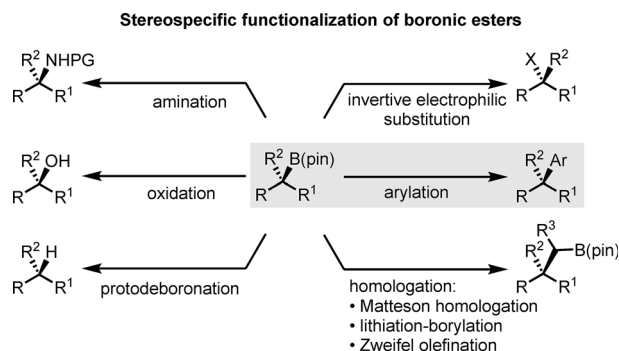 Stereospecific functionalization of boronic esters
R² NHPG
R R¹
amination
X R²
R R¹
invertive electrophilic
substitution
R² OH
R R¹
oxidation
R² B(pin)
R R¹
arylation
R² Ar
R R¹
R² H
R R¹
protodeboronation
homologation:
• Matteson homologation
• lithiation-borylation
• Zweifel olefination
R³
R² B(pin)
R R¹